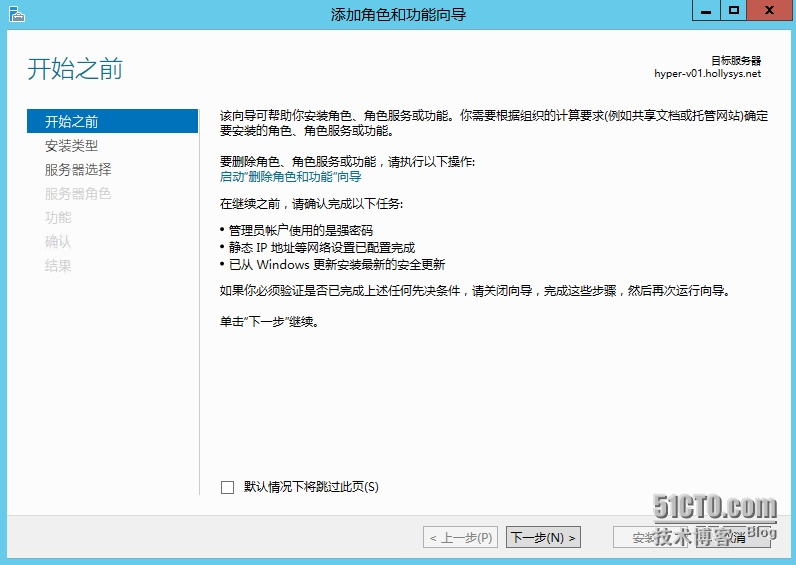 添加角色和功能向导
开始之前
目标服务器
hyper-v01.hollysys.net
开始之前
安装类型
服务器选择
服务器角色
功能
确认
结果
该向导可帮助你安装角色、角色服务或功能。你需要根据组织的计算要求(例如共享文档或托管网站)确定
要安装的角色、角色服务或功能。
要删除角色、角色服务或功能，请执行以下操作:
启动“删除角色和功能”向导
在继续之前，请确认完成以下任务:
• 管理员帐户使用的是强密码
• 静态 IP 地址等网络设置已配置完成
• 已从 Windows 更新安装最新的安全更新
如果你必须验证是否已完成上述任何先决条件，请关闭向导，完成这些步骤，然后再次运行向导。
单击“下一步”继续。
默认情况下将跳过此页(S)
< 上一步(P)
下一步(N) >
安装
消
51CTO.com
技术博客 Blog